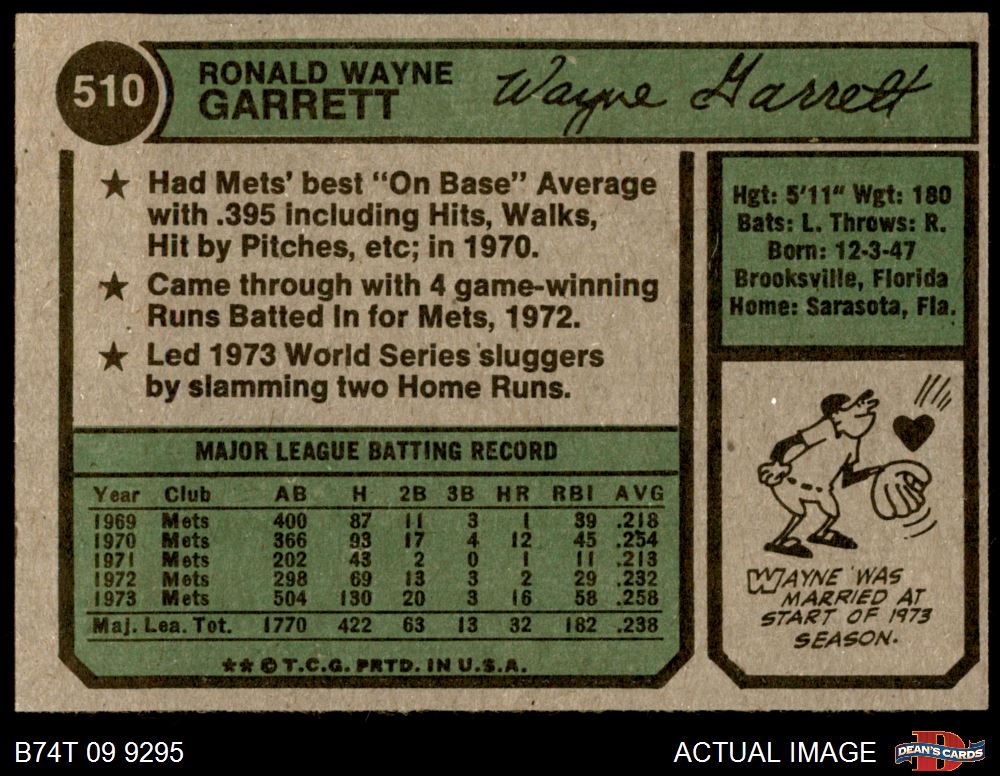 510
RONALD WAYNE
GARRETT
Wayne Garrett
★ Had Mets' best "On Base" Average
with .395 including Hits, Walks,
Hit by Pitches, etc; in 1970.
★ Came through with 4 game-winning
Runs Batted In for Mets, 1972.
★ Led 1973 World Series sluggers
by slamming two Home Runs.
Hgt: 5'11" Wgt: 180
Bats: L. Throws: R.
Born: 12-3-47
Brooksville, Florida
Home: Sarasota, Fla.
MAJOR LEAGUE BATTING RECORD
Year Club AB H 2B 3B HR RBI AVG
1969 Mets 400 87 11 3 1 39 .218
1970 Mets 366 93 17 4 12 45 .254
1971 Mets 202 43 2 0 1 11 .213
1972 Mets 298 69 13 3 2 29 .232
1973 Mets 504 130 20 3 16 58 .258
Maj. Lea. Tot. 1770 422 63 13 32 182 .238
★★ © T.C.G. PRTD. IN U.S.A.
WAYNE WAS
MARRIED AT
START OF 1973
SEASON.
B74T 09 9295
ACTUAL IMAGE
DEAN'S CARDS